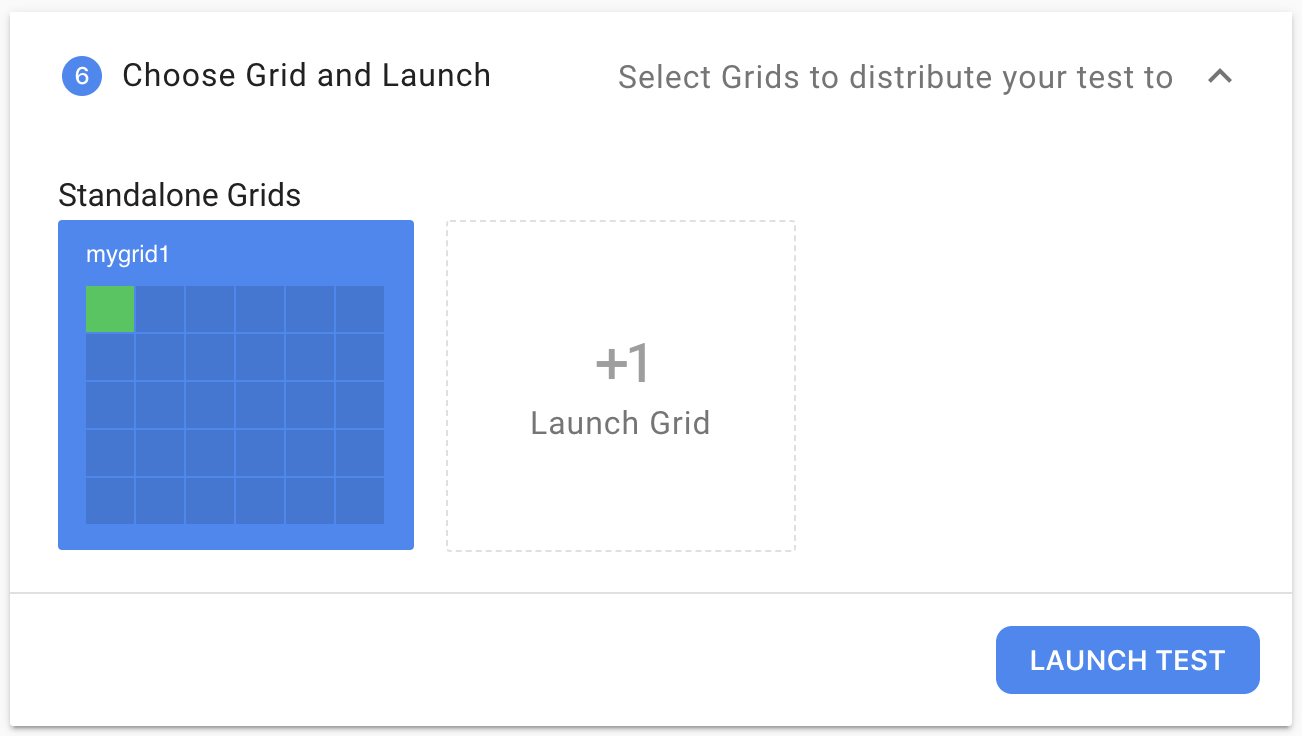 6 Choose Grid and Launch Select Grids to distribute your test to
Standalone Grids
mygrid1
+1
Launch Grid
LAUNCH TEST